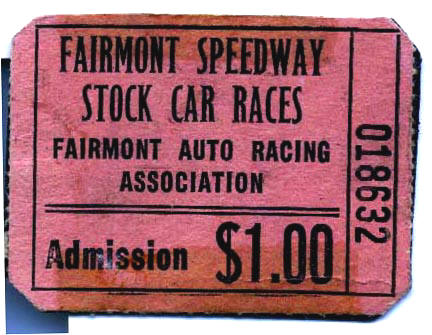 FAIRMONT SPEEDWAY
STOCK CAR RACES
FAIRMONT AUTO RACING
ASSOCIATION
Admission $1.00
018632